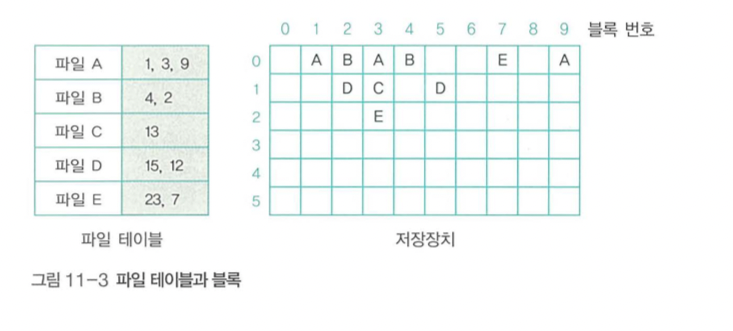 0 1 2 3 4 5 6 7 8 9 블록 번호
파일 A 1, 3, 9
파일 B 4, 2
파일 C 13
파일 D 15, 12
파일 E 23, 7
0 A B A B E A
1 D C D
2 E
3
4
5
파일 테이블
저장장치
그림 11-3 파일 테이블과 블록